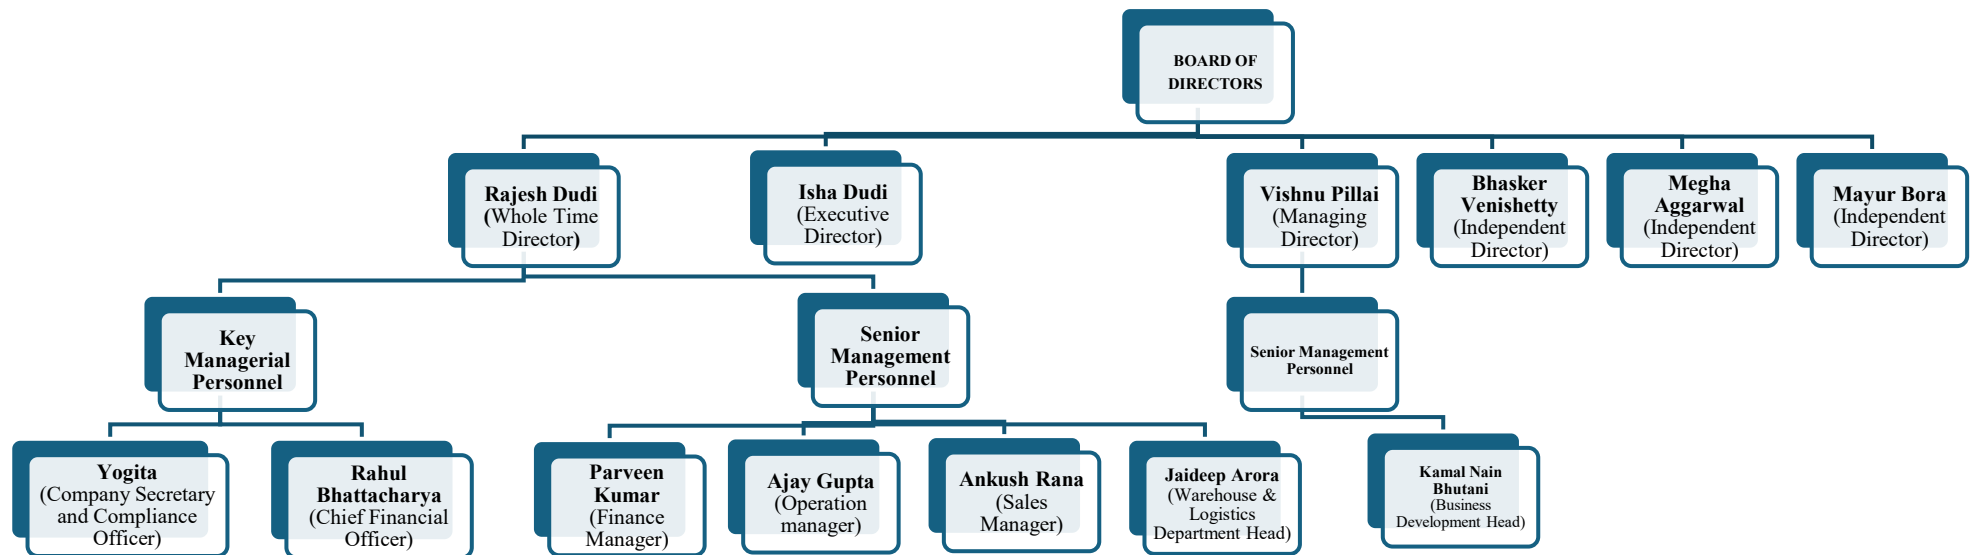 BOARD OF
DIRECTORS
Rajesh Dudi
(Whole Time
Director)
Isha Dudi
(Executive
Director)
Vishnu Pillai
(Managing
Director)
Bhasker
Venishetty
(Independent
Director)
Megha
Aggarwal
(Independent
Director)
Mayur Bora
(Independent
Director)
Key
Managerial
Personnel
Senior
Management
Personnel
Senior Management
Personnel
Yogita
(Company Secretary
and Compliance
Officer)
Rahul
Bhattacharya
(Chief Financial
Officer)
Parveen
Kumar
(Finance
Manager)
Ajay Gupta
(Operation
manager)
Ankush Rana
(Sales
Manager)
Jaideep Arora
(Warehouse &
Logistics
Department Head)
Kamal Nain
Bhutani
(Business
Development Head)